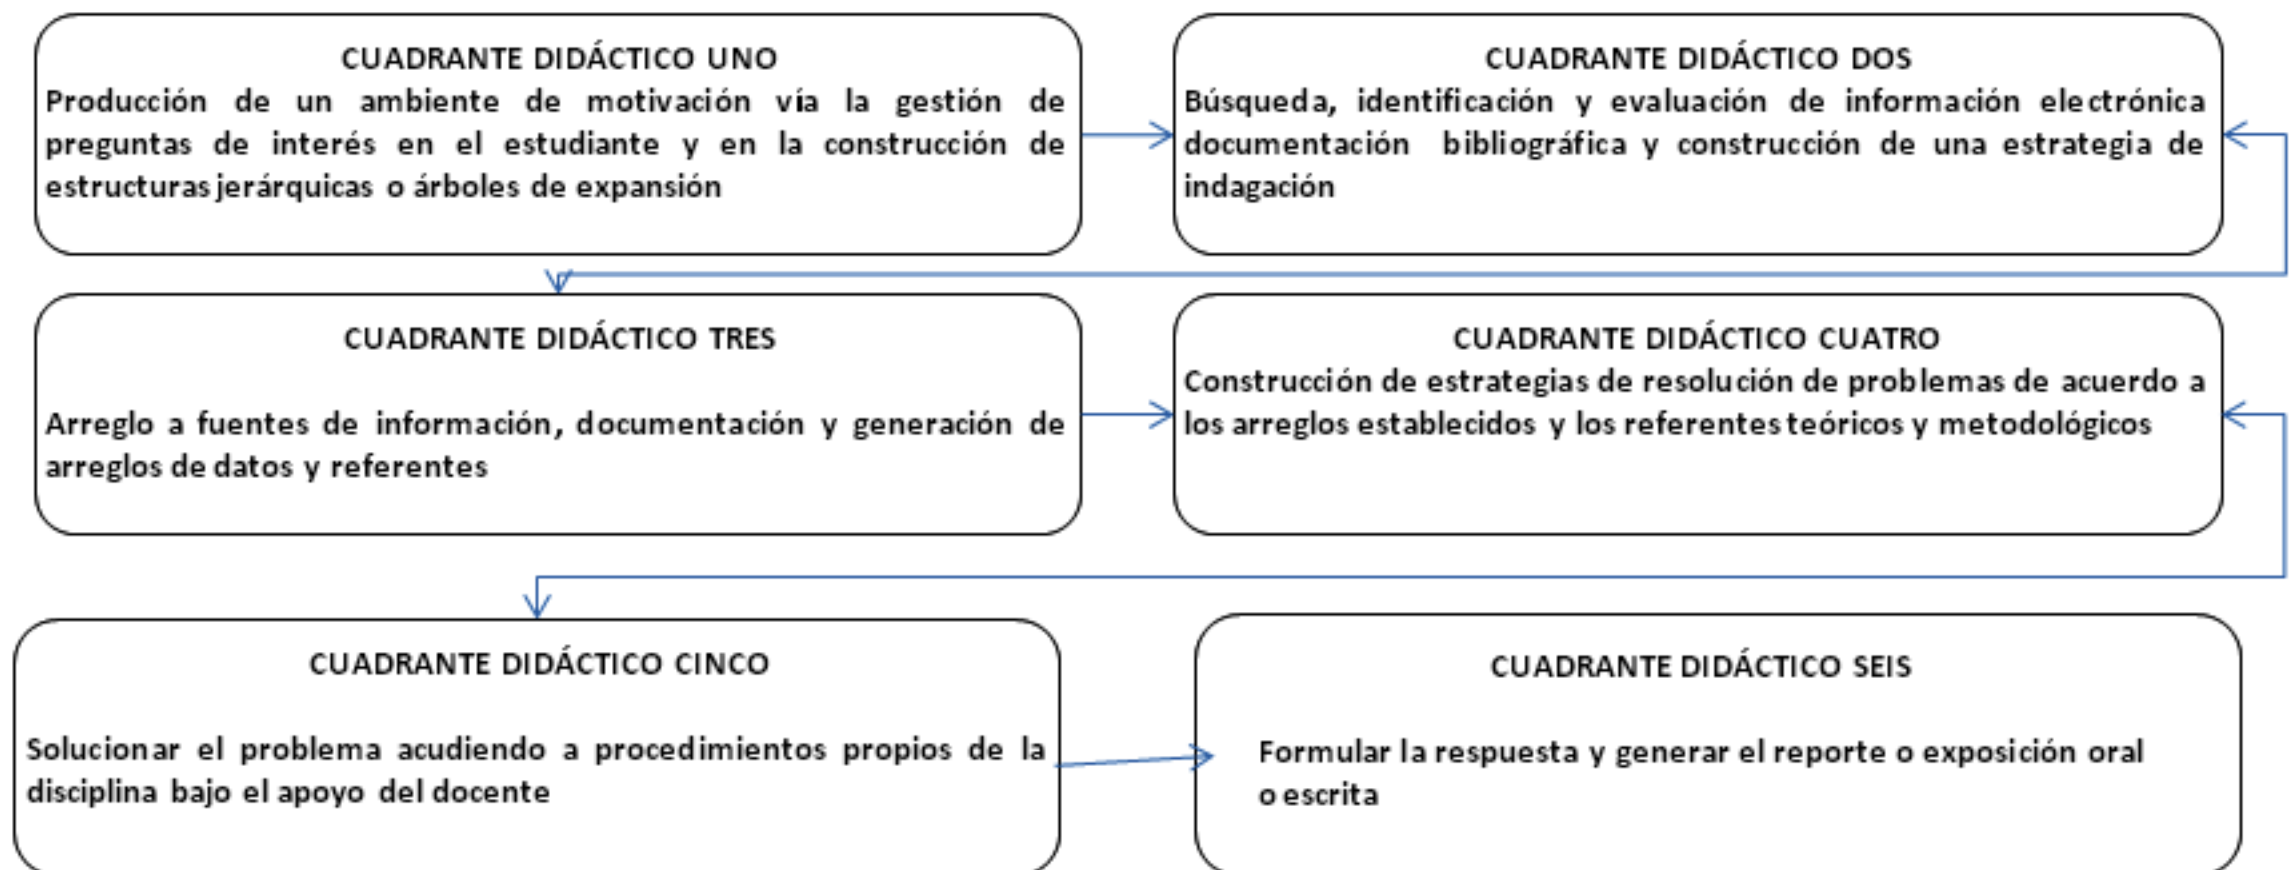 CUADRANTE DIDÁCTICO UNO
Producción de un ambiente de motivación vía la gestión de
preguntas de interés en el estudiante y en la construcción de
estructuras jerárquicas o árboles de expansión
CUADRANTE DIDÁCTICO DOS
Búsqueda, identificación y evaluación de información electrónica
documentación bibliográfica y construcción de una estrategia de
indagación
CUADRANTE DIDÁCTICO TRES
Arreglo a fuentes de información, documentación y generación de
arreglos de datos y referentes
CUADRANTE DIDÁCTICO CUATRO
Construcción de estrategias de resolución de problemas de acuerdo a
los arreglos establecidos y los referentes teóricos y metodológicos
CUADRANTE DIDÁCTICO CINCO
Solucionar el problema acudiendo a procedimientos propios de la
disciplina bajo el apoyo del docente
CUADRANTE DIDÁCTICO SEIS
Formular la respuesta y generar el reporte o exposición oral
o escrita